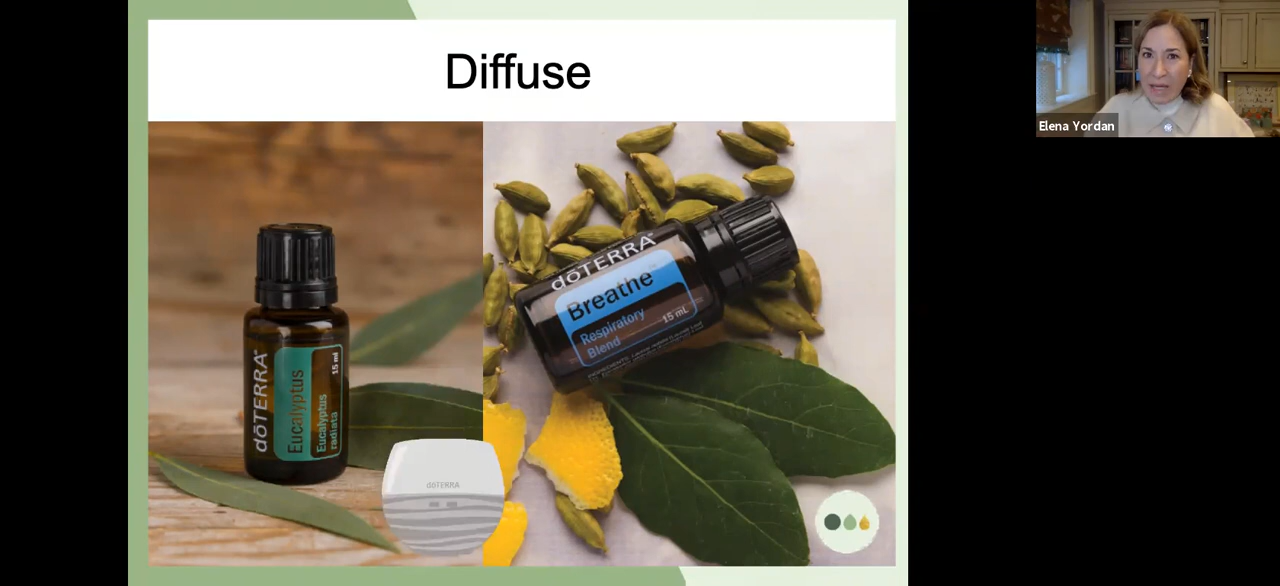 Diffuse
Elena Yordan
dōTERRA
Eucalyptus
Eucalyptus
radiata
15 ml
dōTERRA
Breathe
Respiratory
Blend
15 mL
dōTERRA